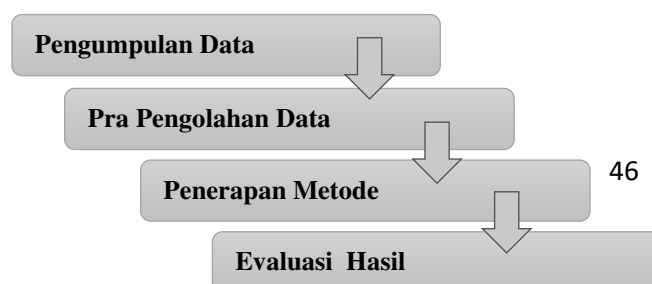 Pengumpulan Data
Pra Pengolahan Data
46
Penerapan Metode
Evaluasi Hasil